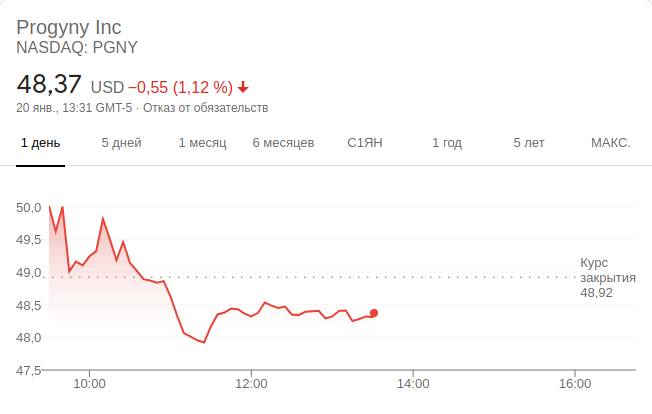 Progyny Inc
NASDAQ: PGNY
48,37 USD −0,55 (1,12 %)
20 янв., 13:31 GMT-5 · Отказ от обязательств
1 день 5 дней 1 месяц 6 месяцев С1ЯН 1 год 5 лет МАКС.
50,0
49,5
49,0
48,5
48,0
47,5
Курс
закрытия
48,92
10:00 12:00 14:00 16:00